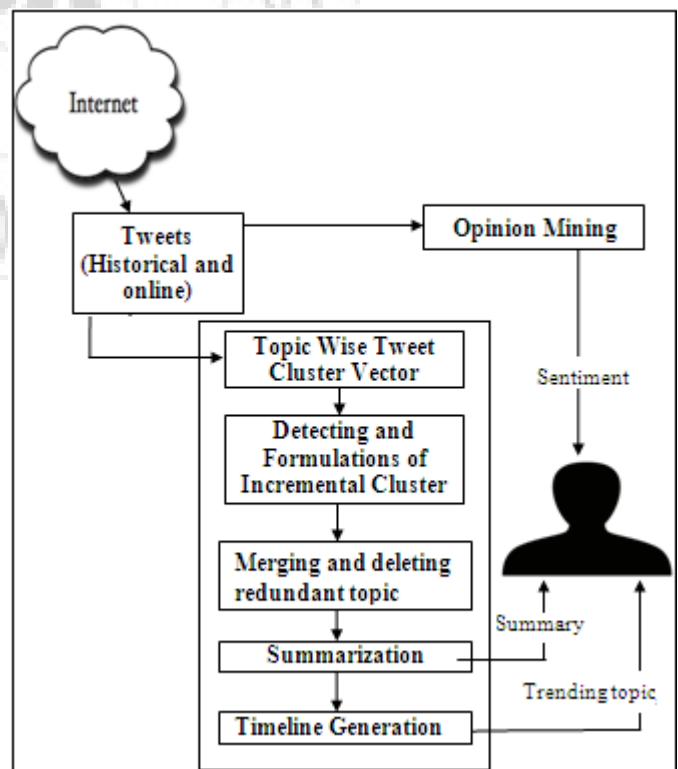 Internet
Tweets
(Historical and
online)
Opinion Mining
Topic Wise Tweet
Cluster Vector
Sentiment
Detecting and
Formulations of
Incremental Cluster
Merging and deleting
redundant topic
Summary
Summarization
Trending topic
Timeline Generation